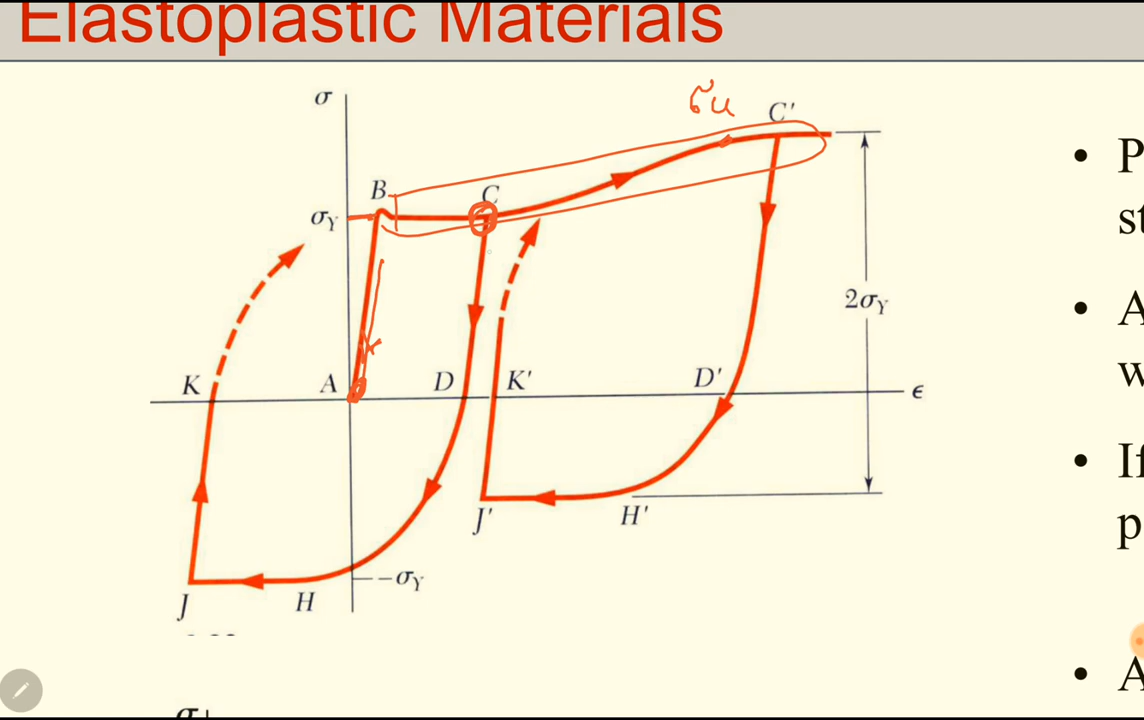 Elastoplastic Materials
σ
σu
C'
B
C
P
σY
st
2σY
A
w
K
A
D
K'
D'
ϵ
If
J'
H'
p
-σY
J
H
A